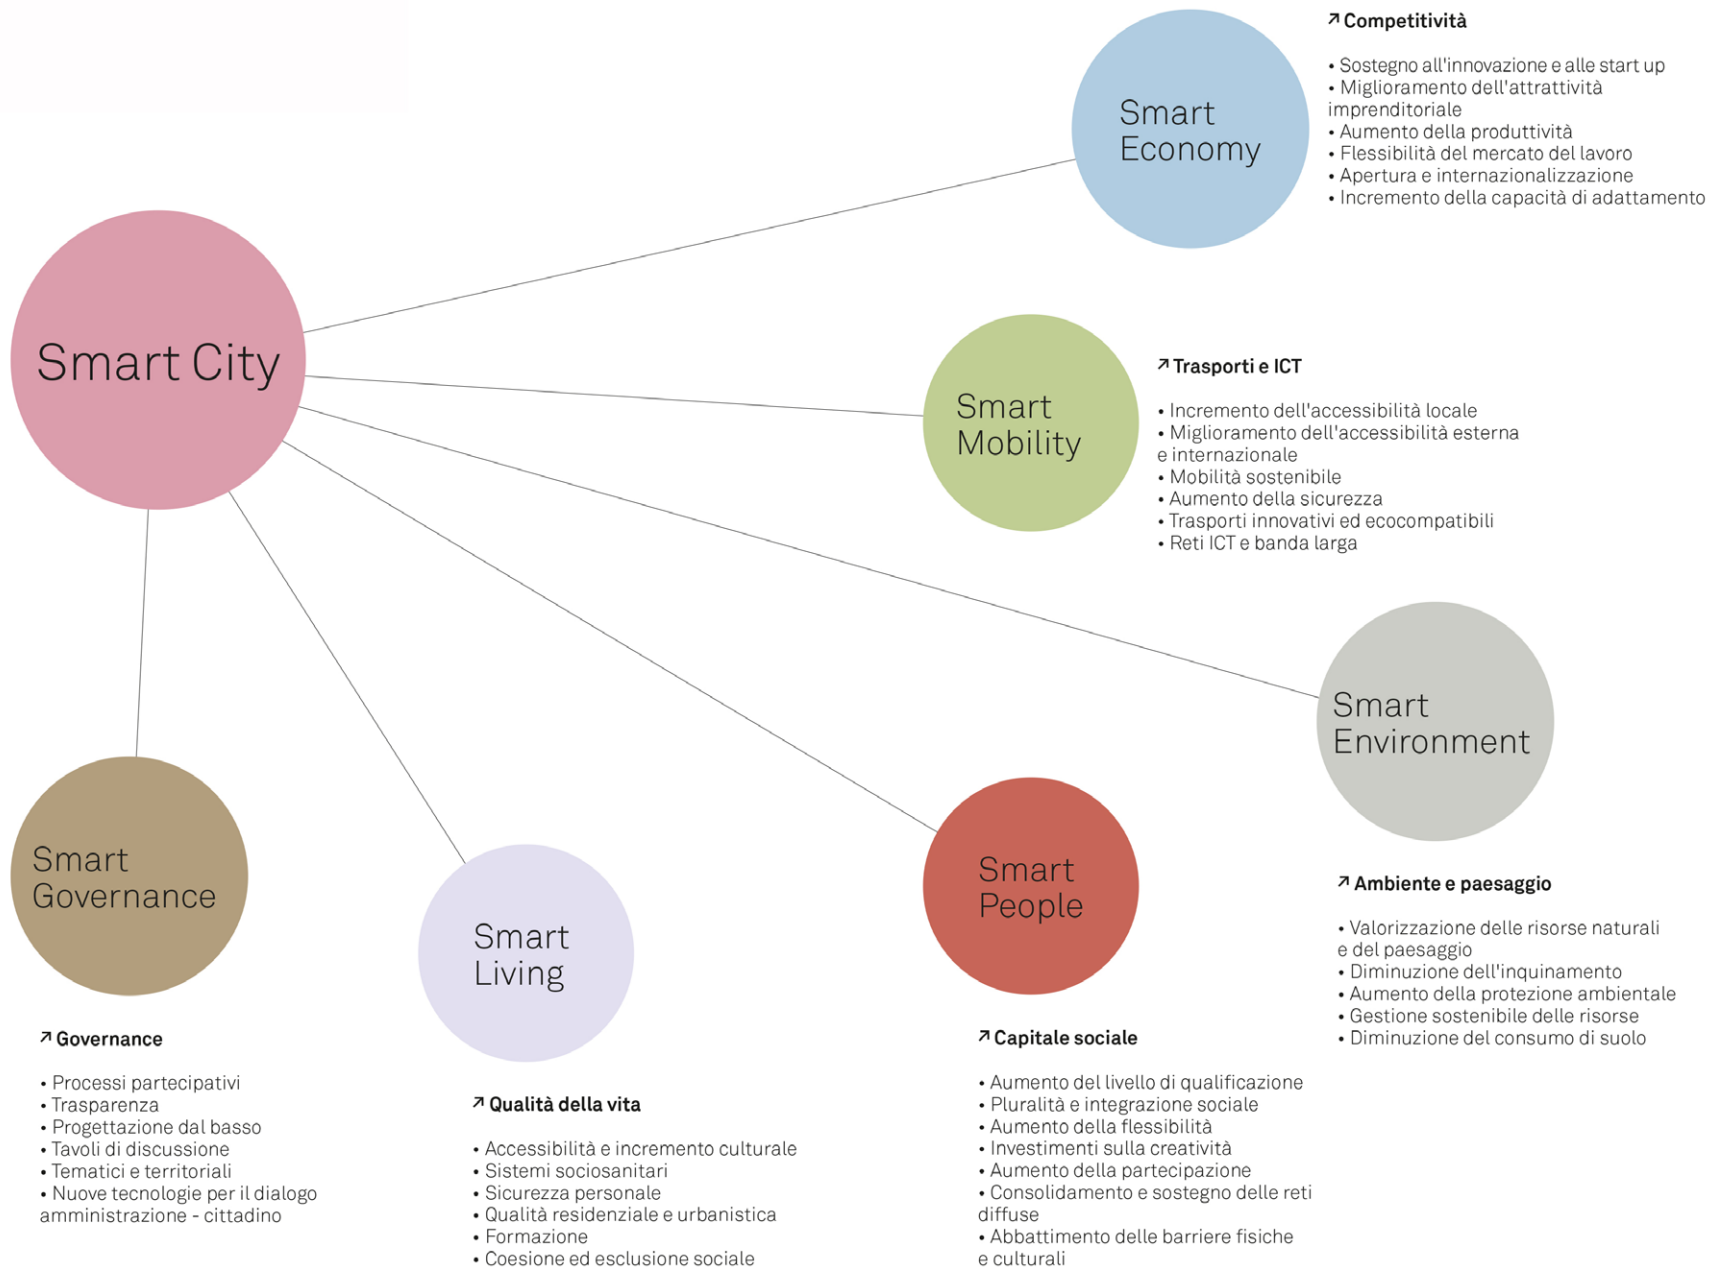 Smart City
Smart
Economy
↗ Competitività
• Sostegno all'innovazione e alle start up
• Miglioramento dell'attrattività
imprenditoriale
• Aumento della produttività
• Flessibilità del mercato del lavoro
• Apertura e internazionalizzazione
• Incremento della capacità di adattamento
Smart
Mobility
↗ Trasporti e ICT
• Incremento dell'accessibilità locale
• Miglioramento dell'accessibilità esterna
e internazionale
• Mobilità sostenibile
• Aumento della sicurezza
• Trasporti innovativi ed ecocompatibili
• Reti ICT e banda larga
Smart
Environment
↗ Ambiente e paesaggio
• Valorizzazione delle risorse naturali
e del paesaggio
• Diminuzione dell'inquinamento
• Aumento della protezione ambientale
• Gestione sostenibile delle risorse
• Diminuzione del consumo di suolo
Smart
People
↗ Capitale sociale
• Aumento del livello di qualificazione
• Pluralità e integrazione sociale
• Aumento della flessibilità
• Investimenti sulla creatività
• Aumento della partecipazione
• Consolidamento e sostegno delle reti
diffuse
• Abbattimento delle barriere fisiche
e culturali
Smart
Living
↗ Qualità della vita
• Accessibilità e incremento culturale
• Sistemi sociosanitari
• Sicurezza personale
• Qualità residenziale e urbanistica
• Formazione
• Coesione ed esclusione sociale
Smart
Governance
↗ Governance
• Processi partecipativi
• Trasparenza
• Progettazione dal basso
• Tavoli di discussione
• Tematici e territoriali
• Nuove tecnologie per il dialogo
amministrazione - cittadino